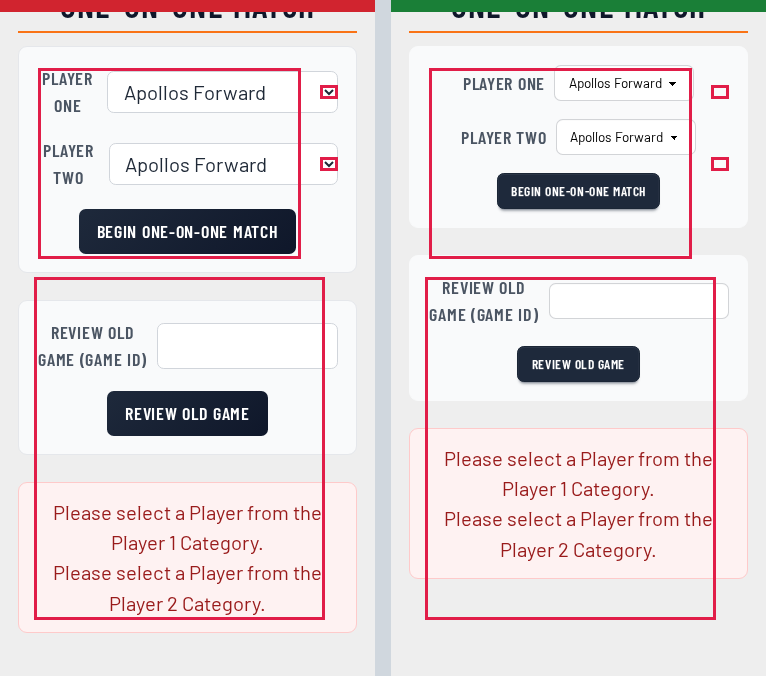 ONE-ON-ONE MATCH
PLAYER
ONE
Apollos Forward
PLAYER
TWO
Apollos Forward
BEGIN ONE-ON-ONE MATCH
REVIEW OLD
GAME (GAME ID)
REVIEW OLD GAME
Please select a Player from the
Player 1 Category.
Please select a Player from the
Player 2 Category.
ONE-ON-ONE MATCH
PLAYER ONE
Apollos Forward
PLAYER TWO
Apollos Forward
BEGIN ONE-ON-ONE MATCH
REVIEW OLD
GAME (GAME ID)
REVIEW OLD GAME
Please select a Player from the
Player 1 Category.
Please select a Player from the
Player 2 Category.